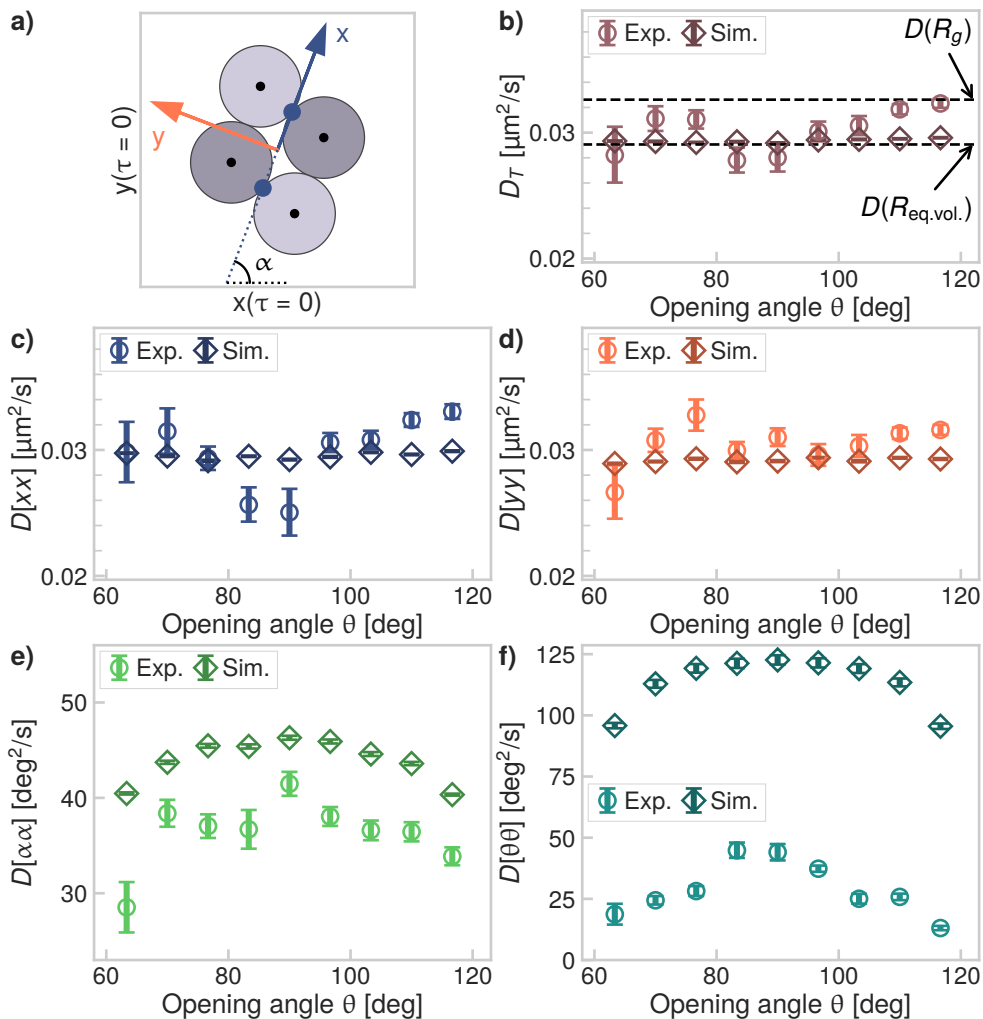 a)
x
y
α
y(τ = 0)
x(τ = 0)
b)
Exp.
Sim.
D(R_g)
D(R_eq.vol.)
D_T [μm²/s]
0.03
0.02
60
80
100
120
Opening angle θ [deg]
c)
Exp.
Sim.
D[xx] [μm²/s]
0.03
0.02
60
80
100
120
Opening angle θ [deg]
d)
Exp.
Sim.
D[yy] [μm²/s]
0.03
0.02
60
80
100
120
Opening angle θ [deg]
e)
Exp.
Sim.
D[αα] [deg²/s]
50
40
30
60
80
100
120
Opening angle θ [deg]
f)
Exp.
Sim.
D[θθ] [deg²/s]
125
100
75
50
25
0
60
80
100
120
Opening angle θ [deg]